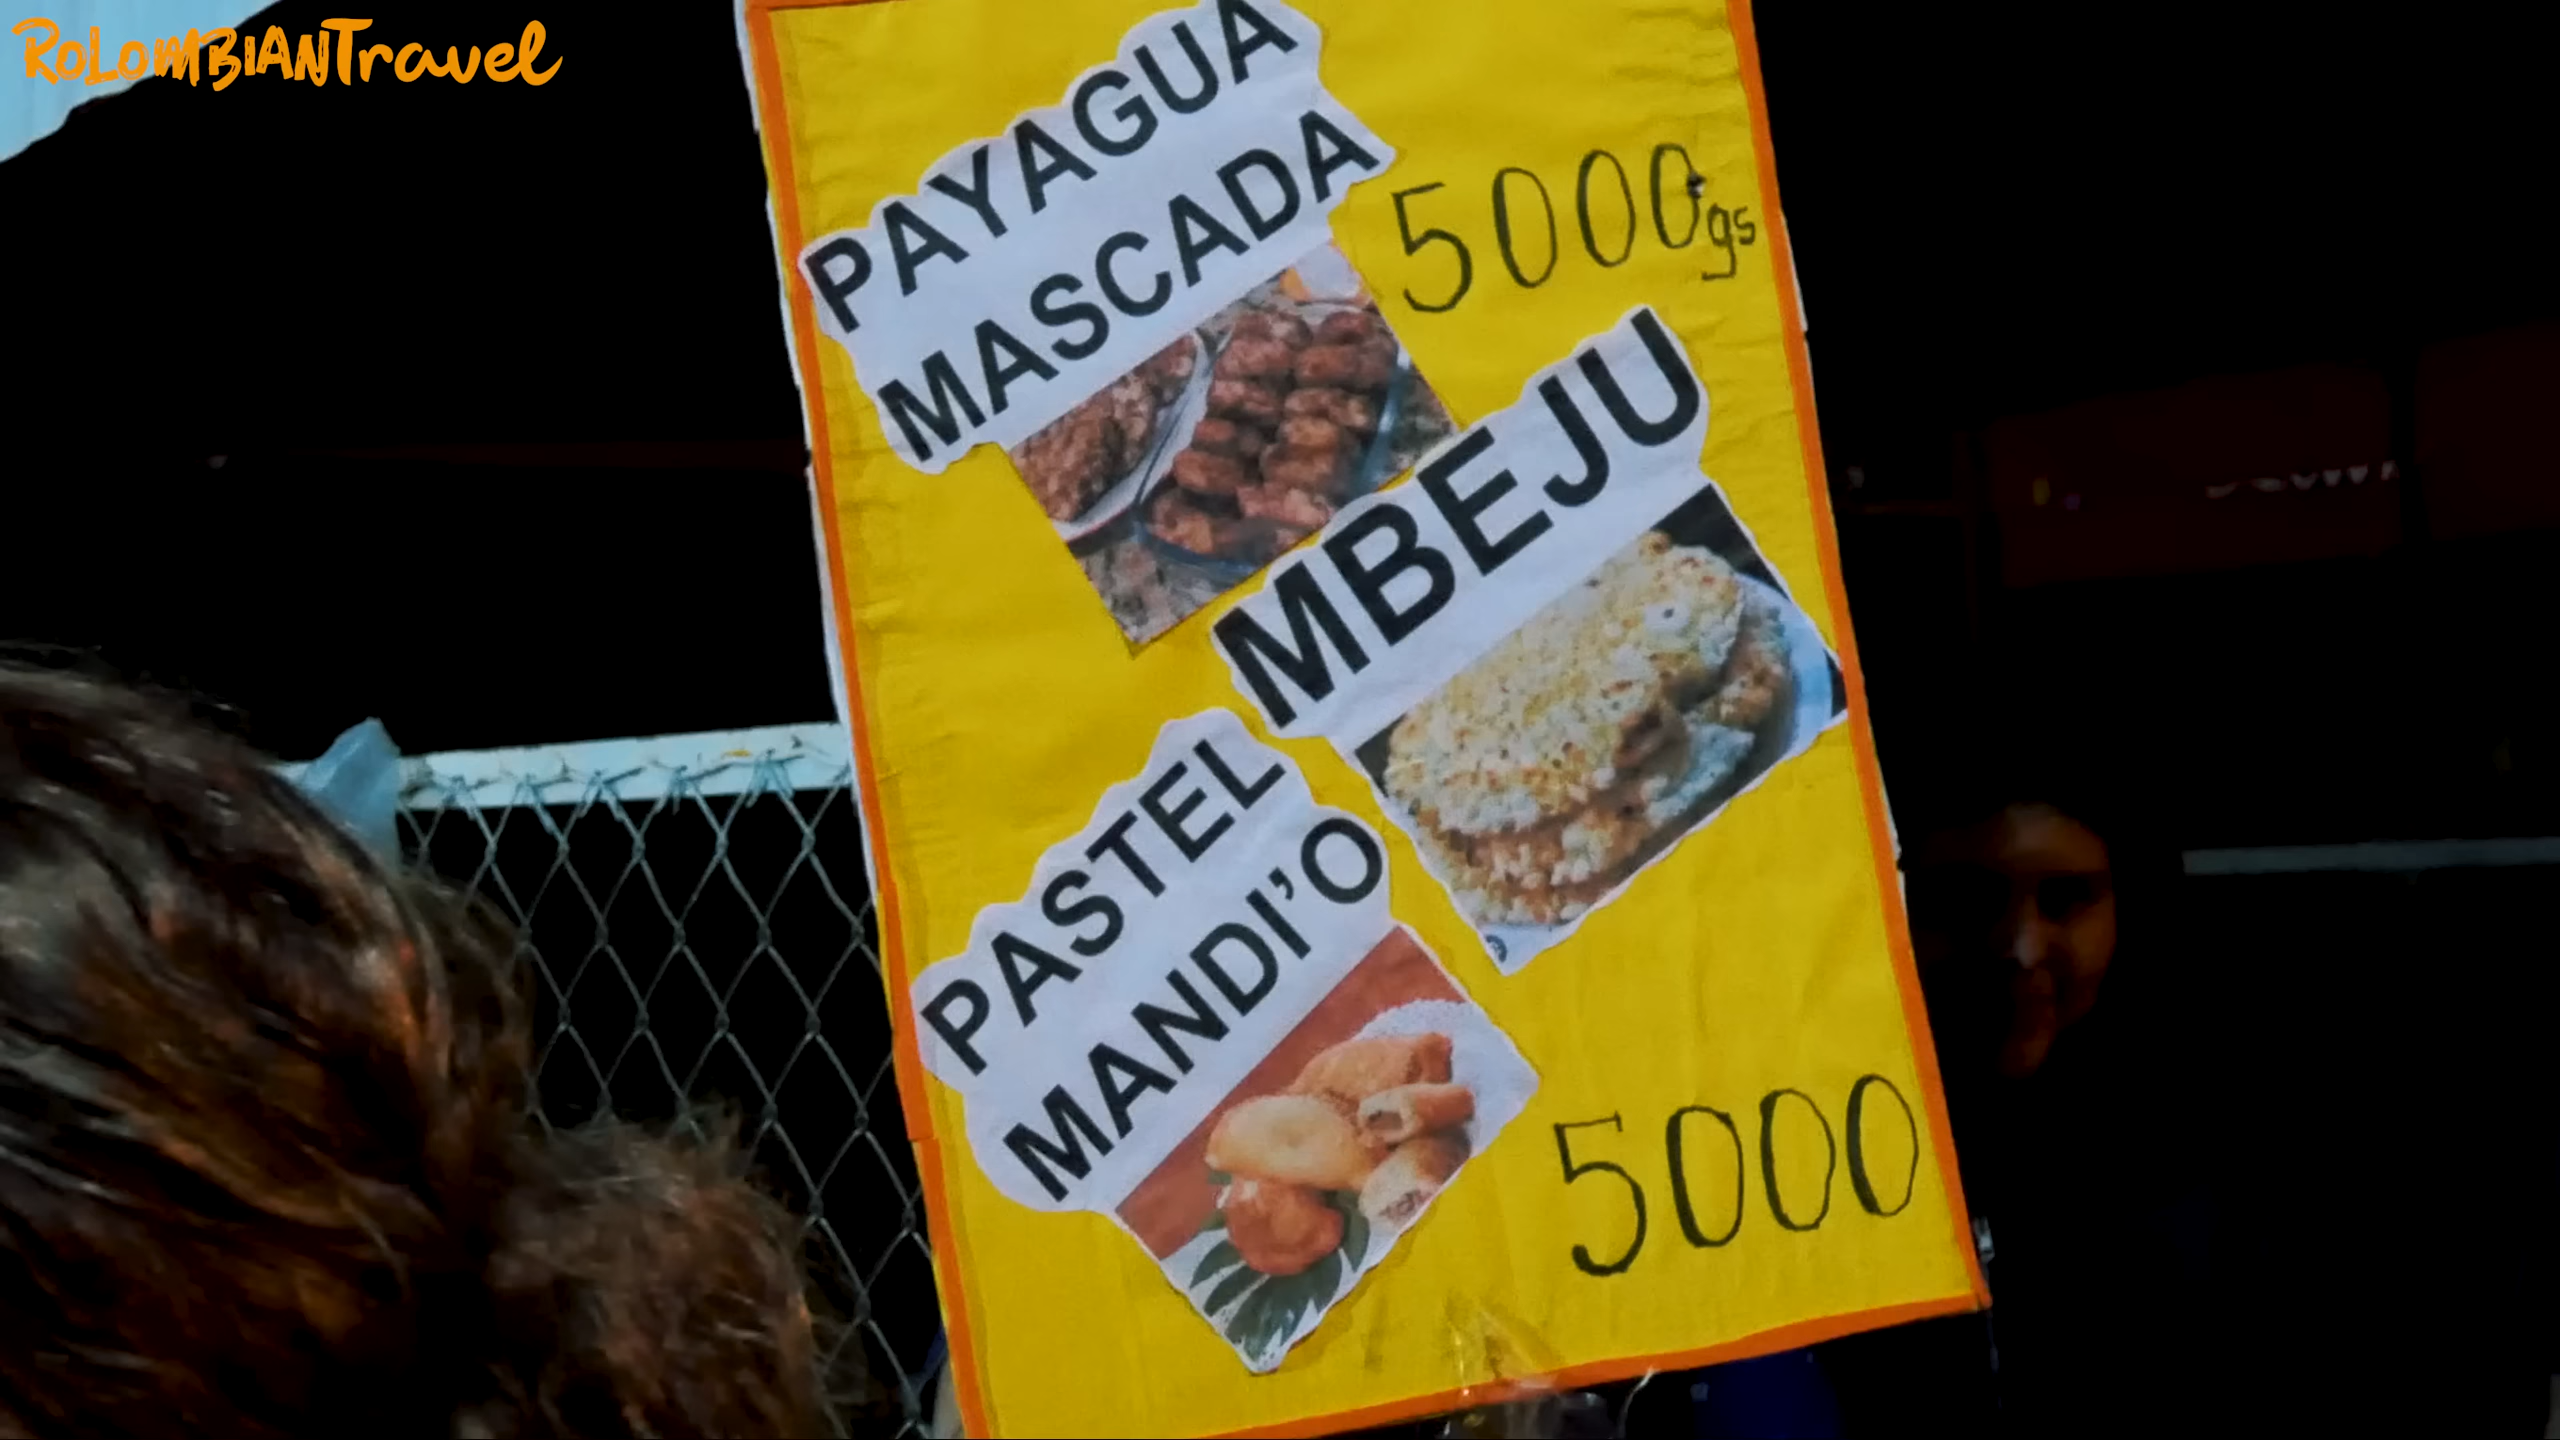 RoLOMBIANTravel
PAYAGUA
MASCADA
5000gs
MBEJU
PASTEL
MANDI'O
5000